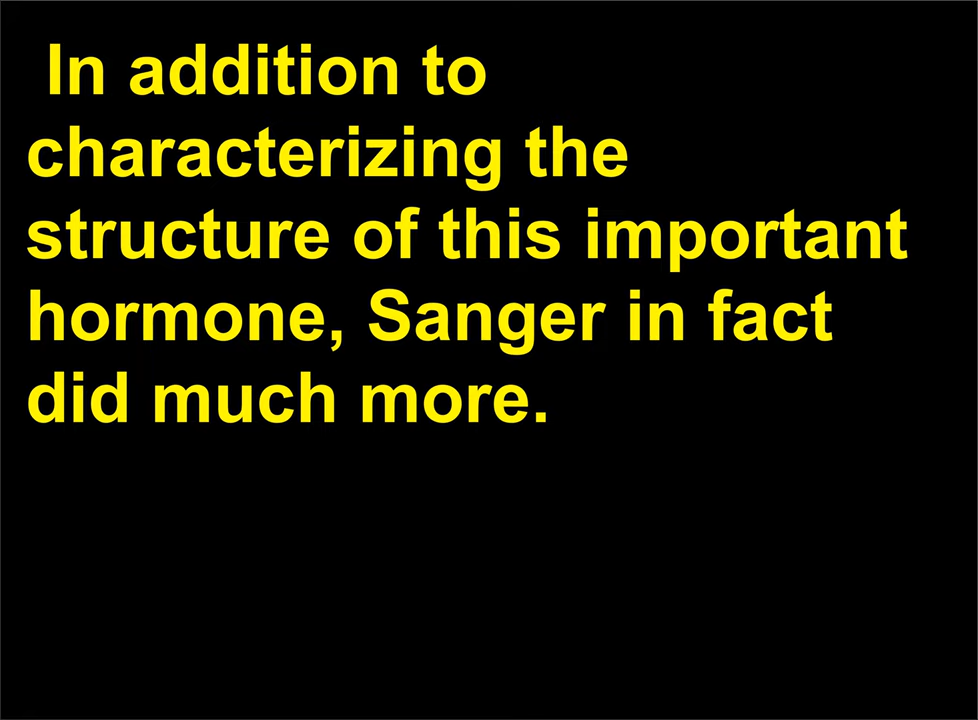 In addition to
characterizing the
structure of this important
hormone, Sanger in fact
did much more.